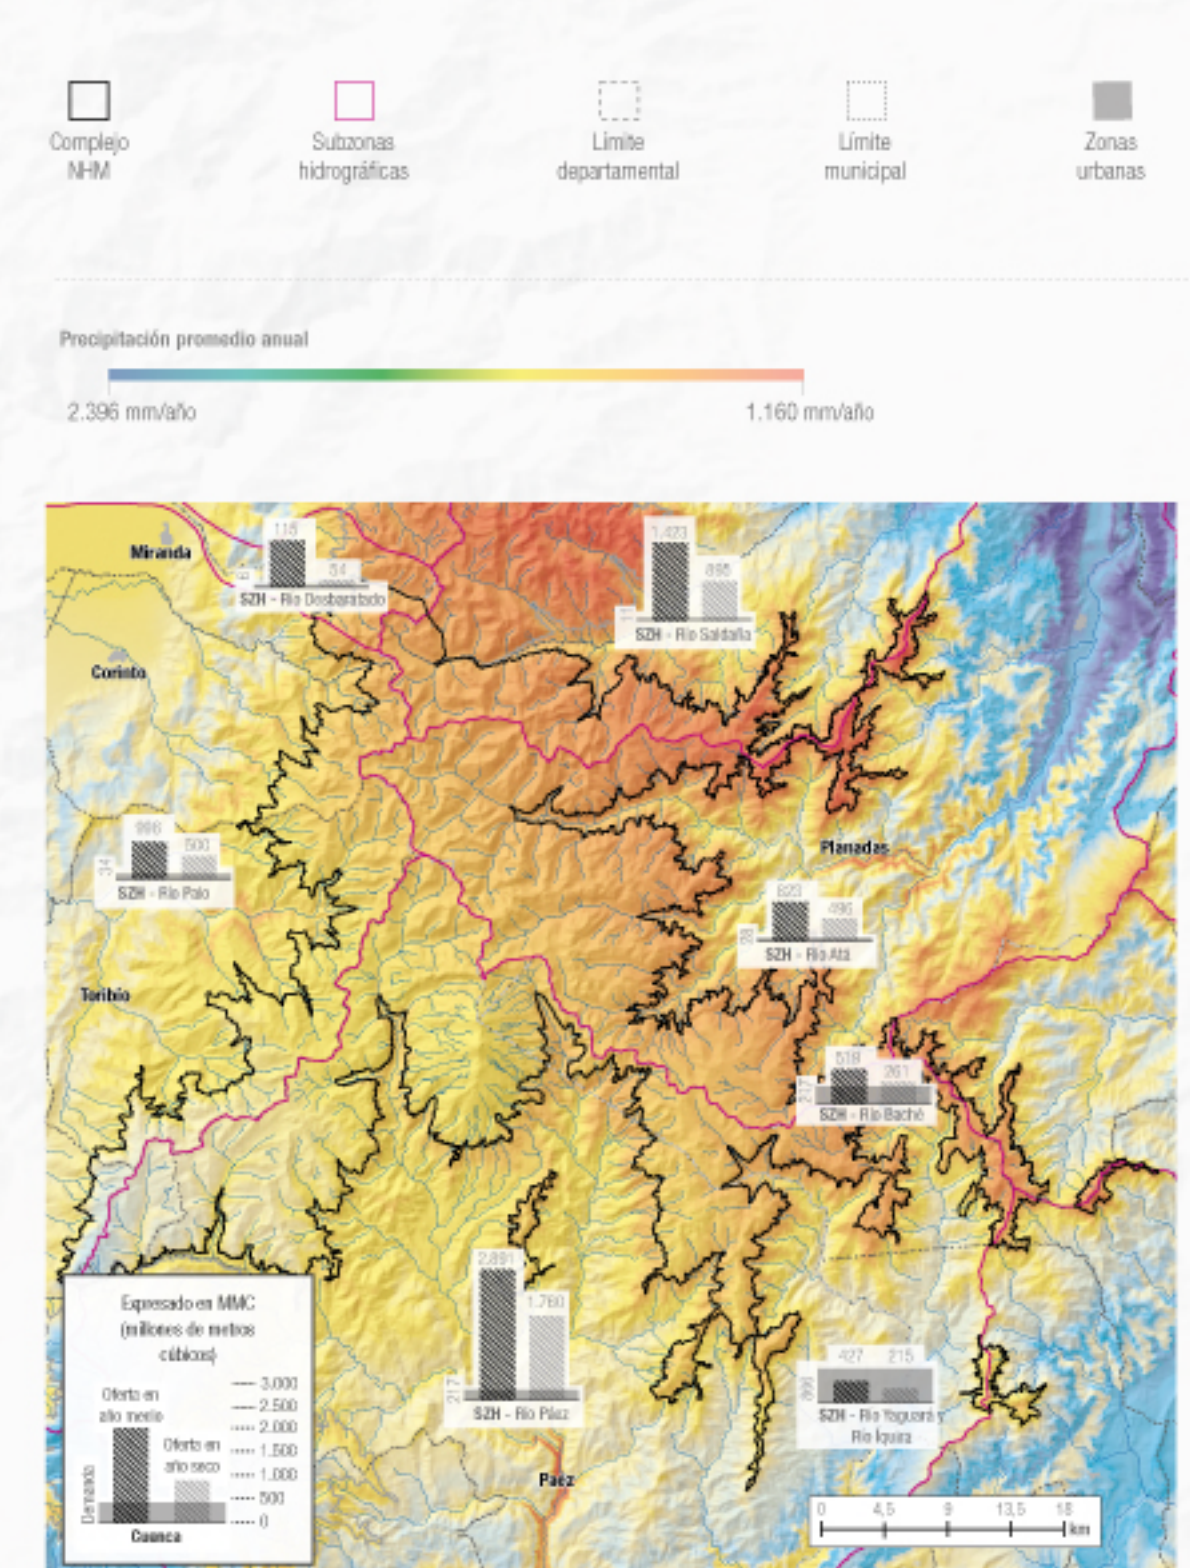 Complejo
NHM
Subzonas
hidrográficas
Límite
departamental
Límite
municipal
Zonas
urbanas
Precipitación promedio anual
2.396 mm/año
1.160 mm/año
Miranda
34
SZH - Río Desbaratado
1.423
895
SZH - Río Saldaña
Corinto
996
500
34
SZH - Río Palo
Planadas
823
496
28
SZH - Río Atá
Toribío
518
261
217
SZH - Río Baché
2.891
1.760
217
SZH - Río Páez
427
215
SZH - Río Yaguará y
Río Íquira
Páez
Expresado en MMC
(millones de metros
cúbicos)
Oferta en
año medio
Oferta en
año seco
Demanda
Cuenca
3.000
2.500
2.000
1.500
1.000
500
0
0
4,5
9
13,5
18
km